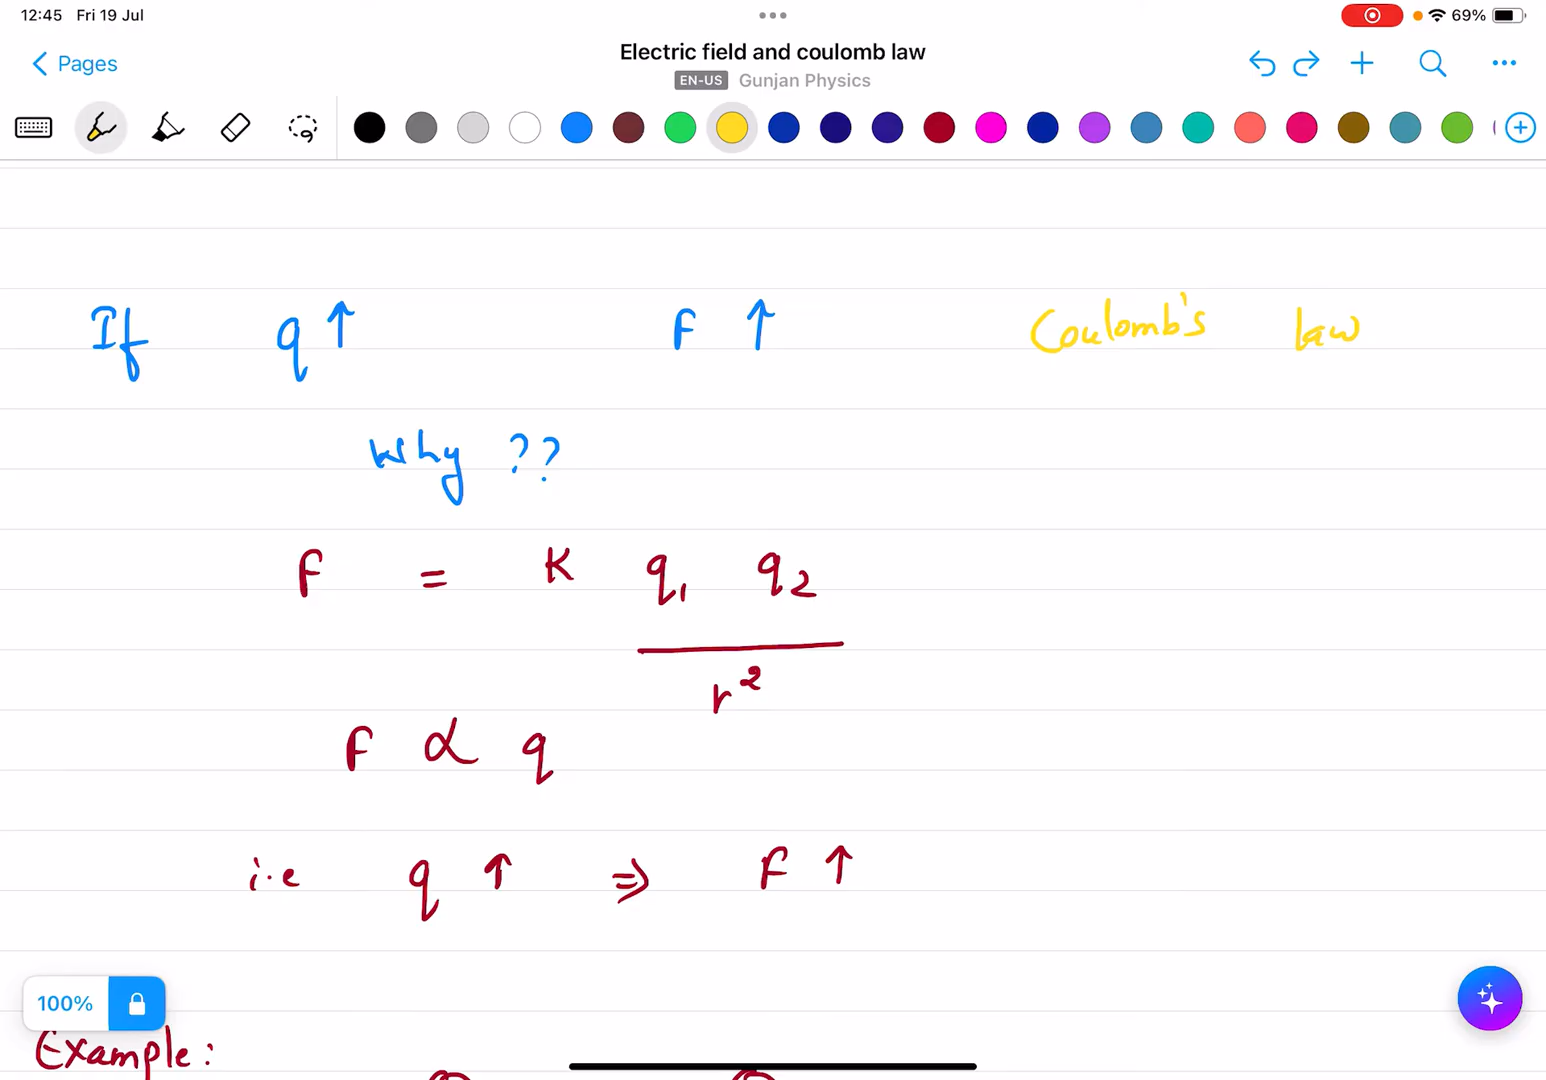 12:45 Fri 19 Jul
69%
Pages
Electric field and coulomb law
EN-US Gunjan Physics
If q ↑ F ↑ Coulomb's law
Why ??
F = K q₁ q₂
r²
F ∝ q
i.e q ↑ ⇒ F ↑
100%
Example: